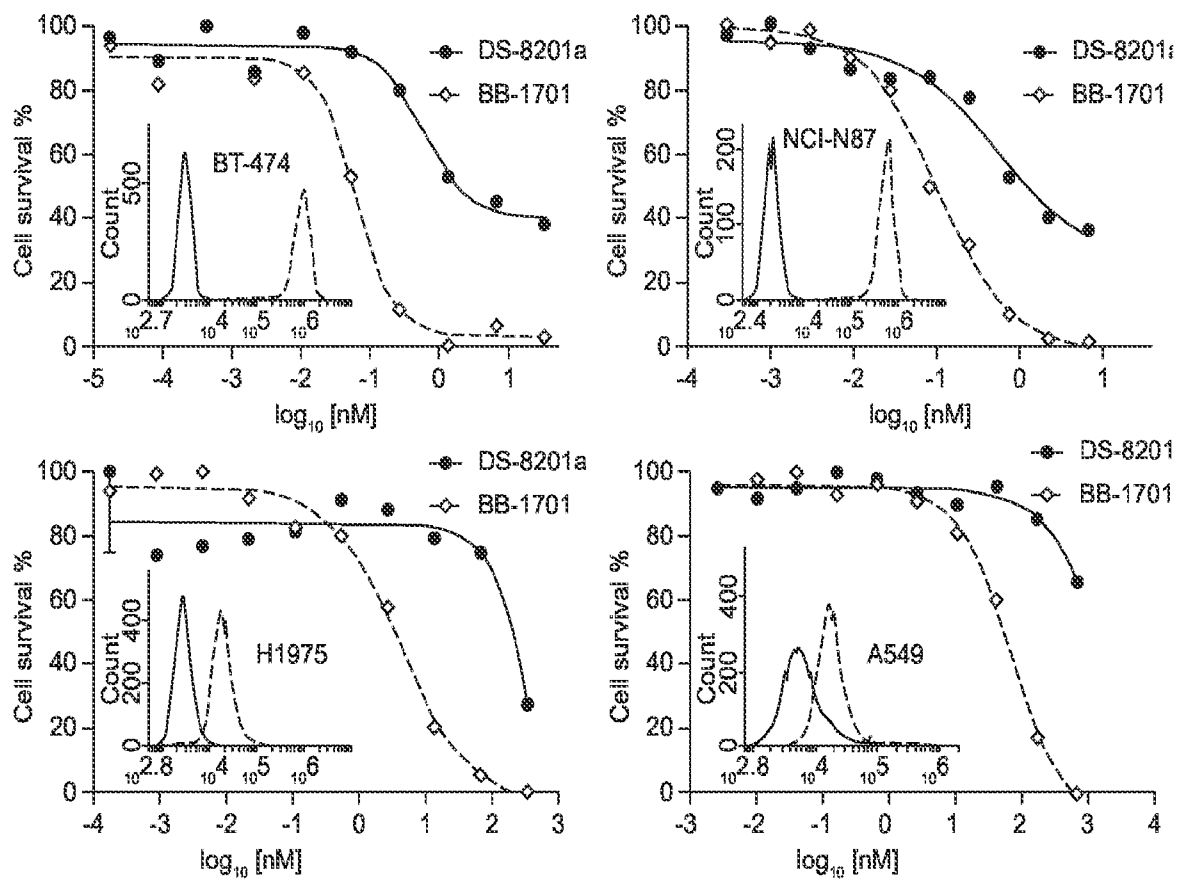 DS-8201a
BB-1701
BT-474
Cell survival %
100
80
60
40
20
0
Count
500
0
10 2.7
10 4
10 5
10 6
-5 -4 -3 -2 -1 0 1
log10 [nM]
DS-8201
BB-1701
NCI-N87
Cell survival %
100
80
60
40
20
0
Count
200
100
0
10 2.4
10 4
10 5
10 6
-4 -3 -2 -1 0 1
log10 [nM]
DS-8201a
BB-1701
H1975
Cell survival %
100
80
60
40
20
0
Count
400
200
0
10 2.8
10 4
10 5
10 6
-4 -3 -2 -1 0 1 2 3
log10 [nM]
DS-8201
BB-1701
A549
Cell survival %
100
80
60
40
20
0
Count
400
200
0
10 2.8
10 4
10 5
10 6
-3 -2 -1 0 1 2 3 4
log10 [nM]